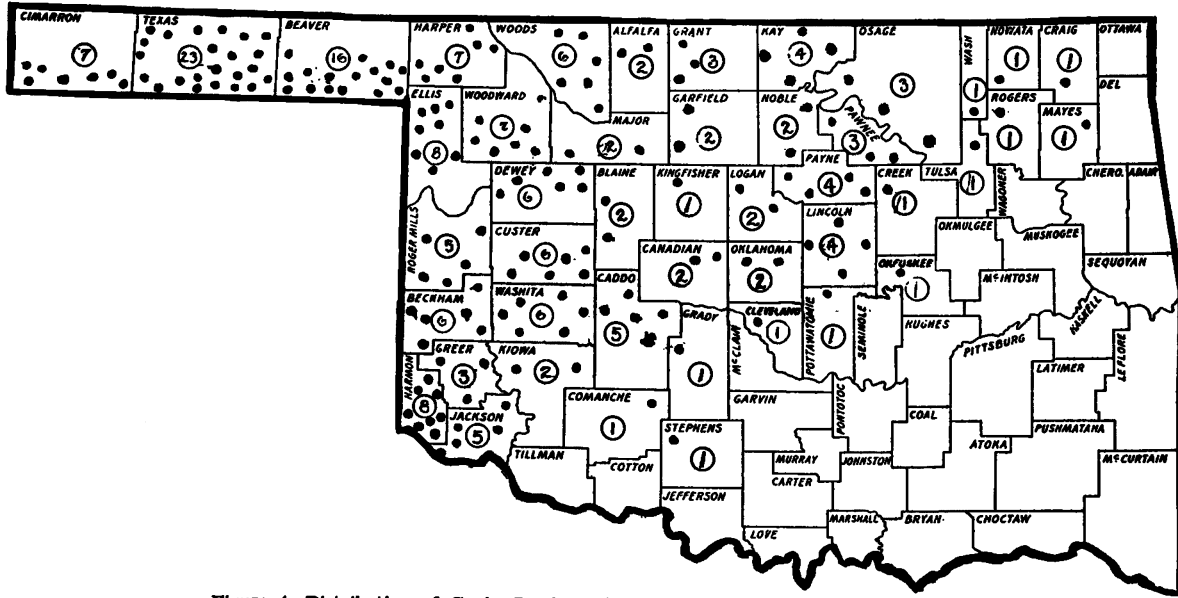 CIMARRON
7
TEXAS
23
BEAVER
16
HARPER
7
WOODS
6
ALFALFA
2
GRANT
3
KAY
4
OSAGE
3
WASH
1
NOWATA
1
CRAIG
1
OTTAWA
DEL
ELLIS
8
WOODWARD
7
MAJOR
2
GARFIELD
2
NOBLE
2
PAWNEE
3
ROGERS
1
MAYES
1
DEWEY
6
BLAINE
2
KINGFISHER
1
LOGAN
2
PAYNE
4
CREEK
1
TULSA
1
WAGONER
CHERO.
ADAIR
ROGER MILLS
5
CUSTER
6
CANADIAN
2
OKLAHOMA
2
LINCOLN
4
OKMULGEE
MUSKOGEE
SEQUOYAH
BECKHAM
6
WASHITA
6
CADDO
5
GRADY
1
McCLAIN
CLEVELAND
1
POTTAWATOMIE
1
SEMINOLE
OKFUSKEE
1
HUGHES
McINTOSH
PITTSBURG
HASKELL
LEFLORE
HARMON
8
GREER
3
KIOWA
2
JACKSON
5
COMANCHE
1
STEPHENS
1
GARVIN
PONTOTOC
COAL
LATIMER
PUSHMATAHA
ATOKA
McCURTAIN
TILLMAN
COTTON
JEFFERSON
MURRAY
JOHNSTON
CARTER
LOVE
MARSHALL
BRYAN
CHOCTAW